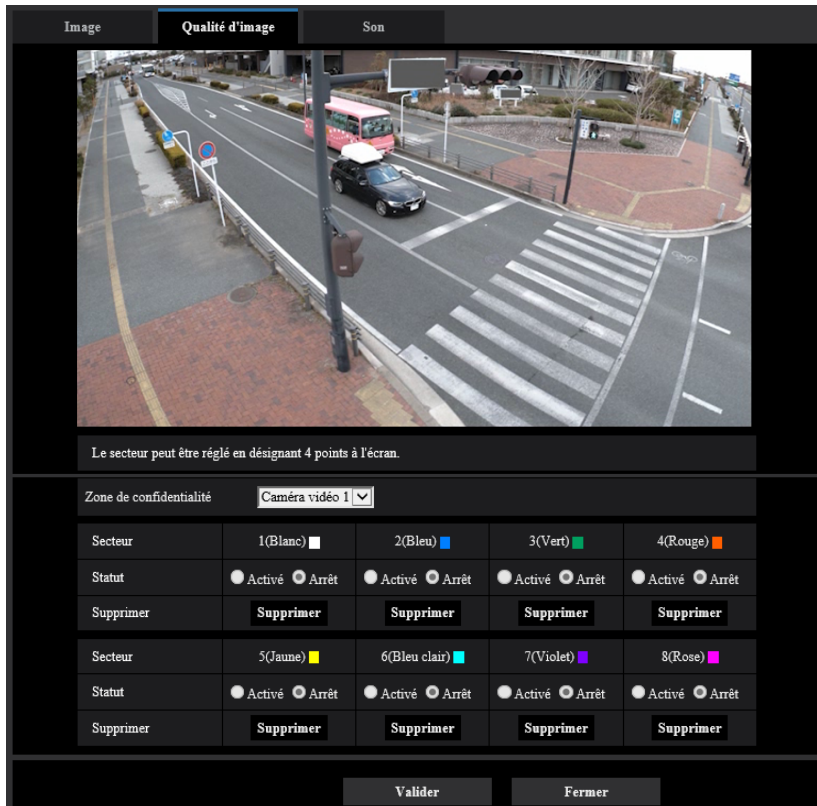 Image Qualité d'image Son
Le secteur peut être réglé en désignant 4 points à l'écran.
Zone de confidentialité Caméra vidéo 1
Secteur 1(Blanc) 2(Bleu) 3(Vert) 4(Rouge)
Statut Activé Arrêt Activé Arrêt Activé Arrêt Activé Arrêt
Supprimer Supprimer Supprimer Supprimer Supprimer
Secteur 5(Jaune) 6(Bleu clair) 7(Violet) 8(Rose)
Statut Activé Arrêt Activé Arrêt Activé Arrêt Activé Arrêt
Supprimer Supprimer Supprimer Supprimer Supprimer
Valider Fermer